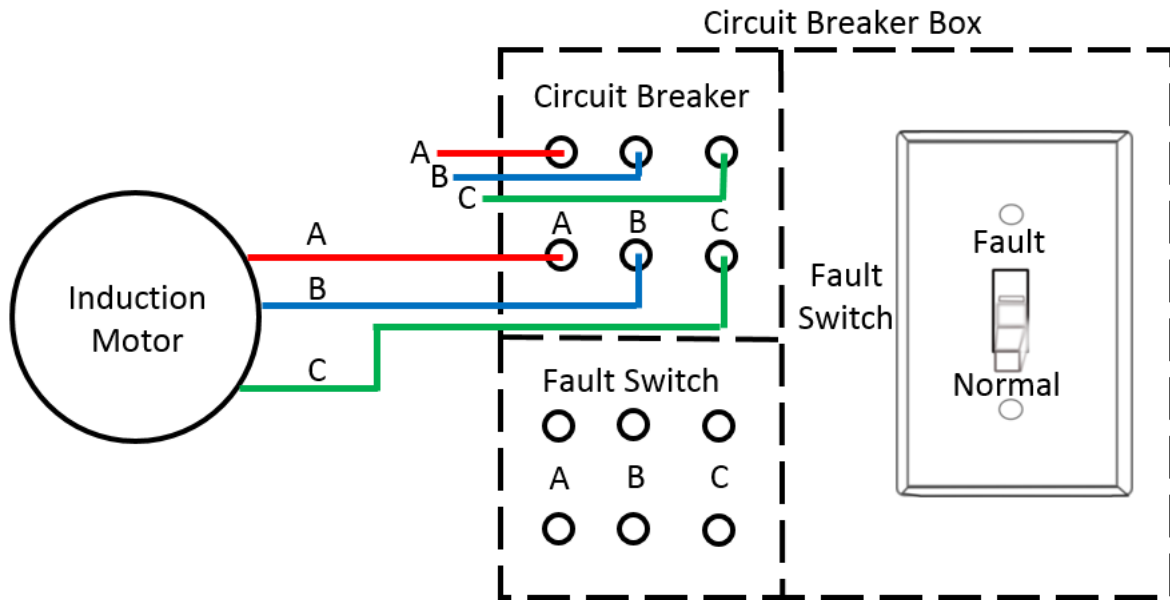 Circuit Breaker Box
Circuit Breaker
A
B
C
A B C
A
B
C
Induction
Motor
Fault Switch
A B C
Fault
Switch
Fault
Normal